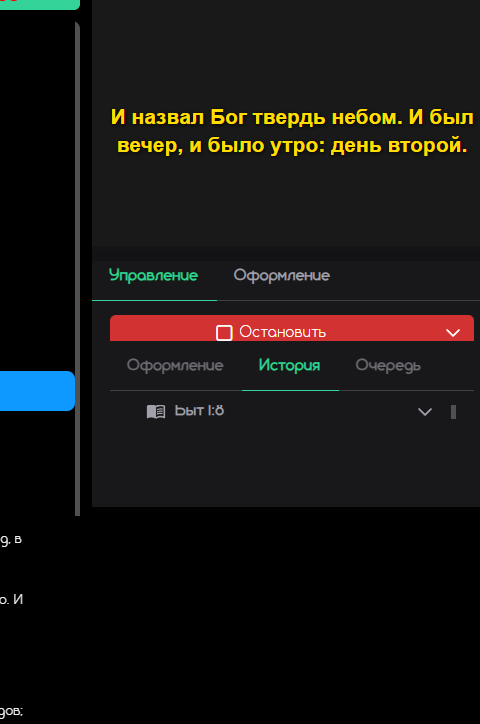 И назвал Бог твердь небом. И был
вечер, и было утро: день второй.
Управление Оформление
Остановить
Оформление История Очередь
Быт 1:8
д, в
о. И
дов;